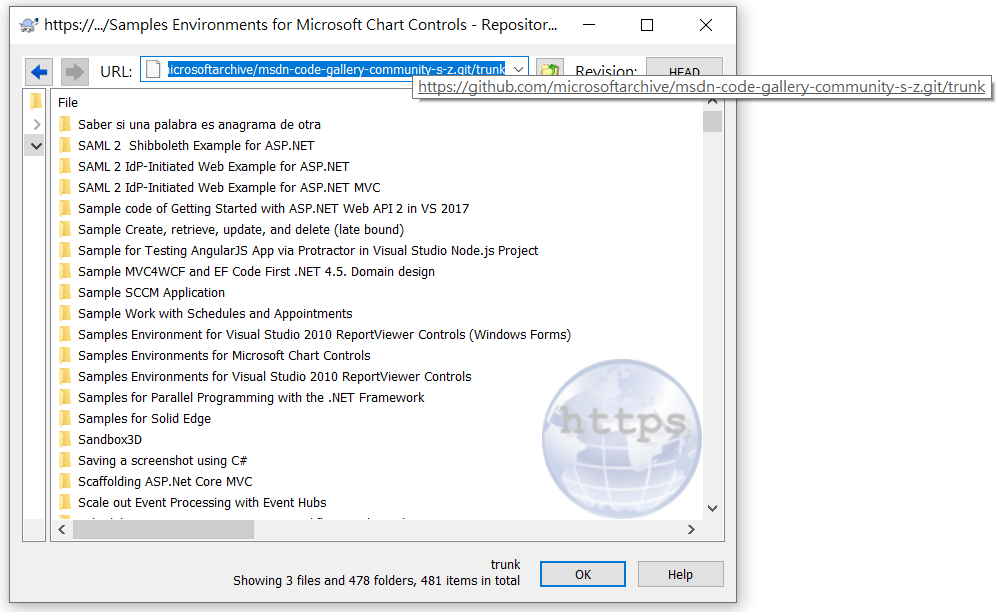 https://.../Samples Environments for Microsoft Chart Controls - Repositor...
URL: icrosoftarchive/msdn-code-gallery-community-s-z.git/trunk Revision: HEAD
https://github.com/microsoftarchive/msdn-code-gallery-community-s-z.git/trunk
File
Saber si una palabra es anagrama de otra
SAML 2  Shibboleth Example for ASP.NET
SAML 2 IdP-Initiated Web Example for ASP.NET
SAML 2 IdP-Initiated Web Example for ASP.NET MVC
Sample code of Getting Started with ASP.NET Web API 2 in VS 2017
Sample Create, retrieve, update, and delete (late bound)
Sample for Testing AngularJS App via Protractor in Visual Studio Node.js Project
Sample MVC4WCF and EF Code First .NET 4.5. Domain design
Sample SCCM Application
Sample Work with Schedules and Appointments
Samples Environment for Visual Studio 2010 ReportViewer Controls (Windows Forms)
Samples Environments for Microsoft Chart Controls
Samples Environments for Visual Studio 2010 ReportViewer Controls
Samples for Parallel Programming with the .NET Framework
Samples for Solid Edge
Sandbox3D
Saving a screenshot using C#
Scaffolding ASP.Net Core MVC
Scale out Event Processing with Event Hubs
https
trunk
Showing 3 files and 478 folders, 481 items in total
OK
Help